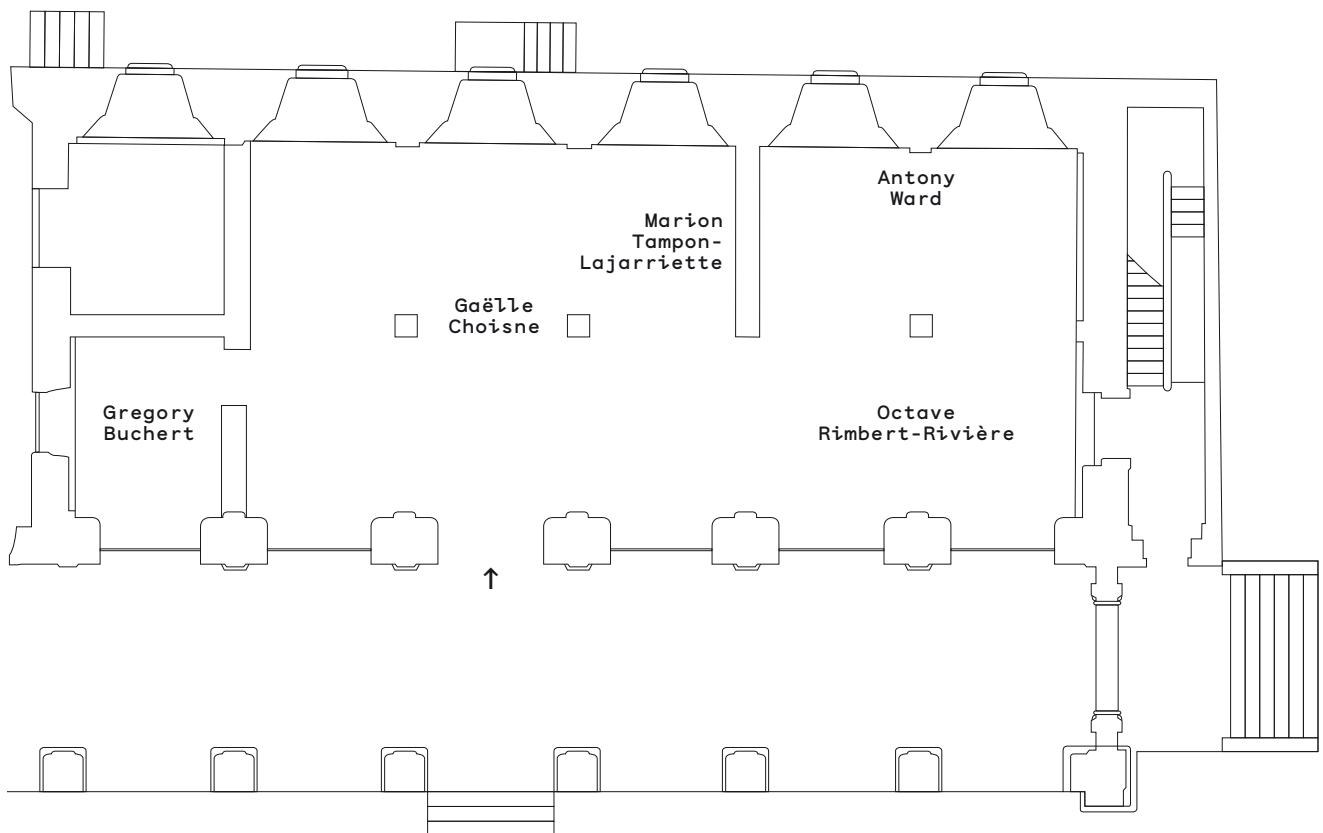 Antony
Ward
Marion
Tampon-
Lajarriette
Gaëlle
Choisne
Gregory
Buchert
Octave
Rimbert-Rivière
↑